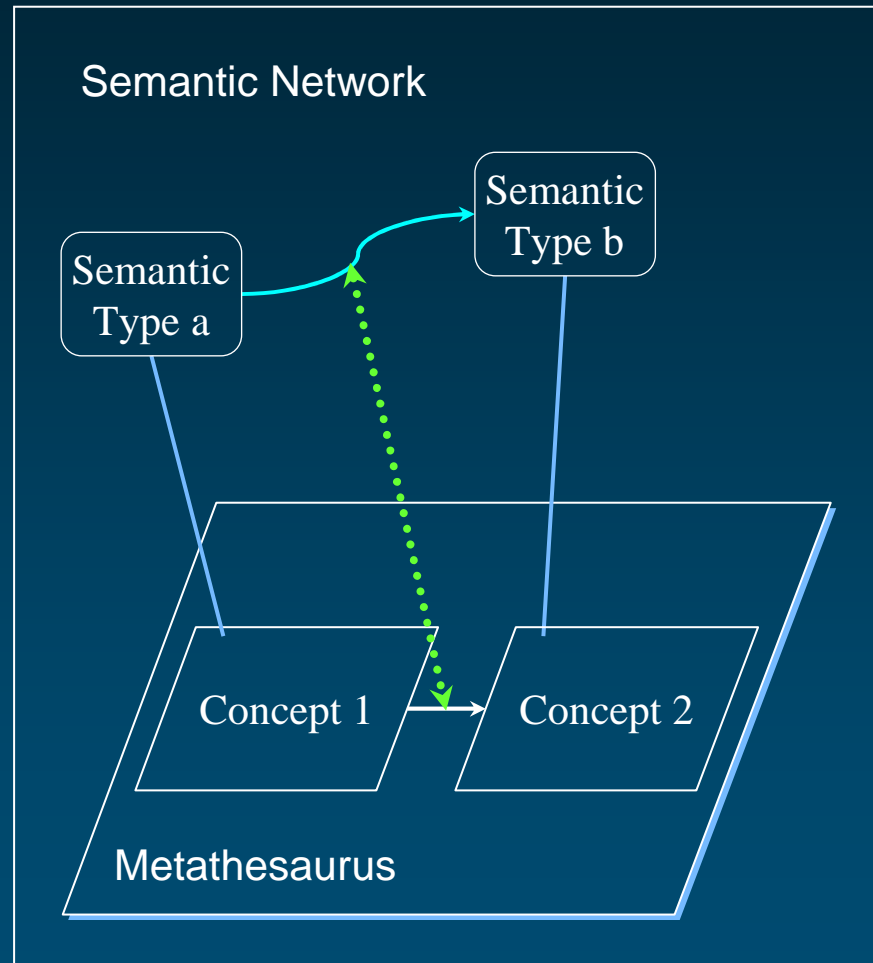 Semantic Network
Semantic
Type b
Semantic
Type a
Concept 1
Concept 2
Metathesaurus